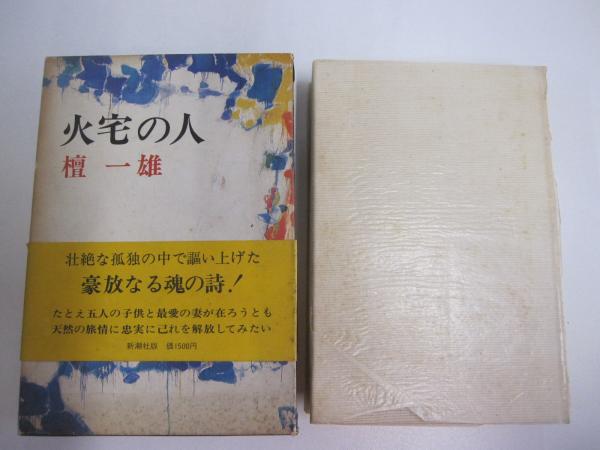 火宅の人
檀 一雄
壮絶な孤独の中で謳い上げた
豪放なる魂の詩!
たとえ五人の子供と最愛の妻が在ろうとも
天然の旅情に忠実に己れを解放してみたい
新潮社版 価1500円